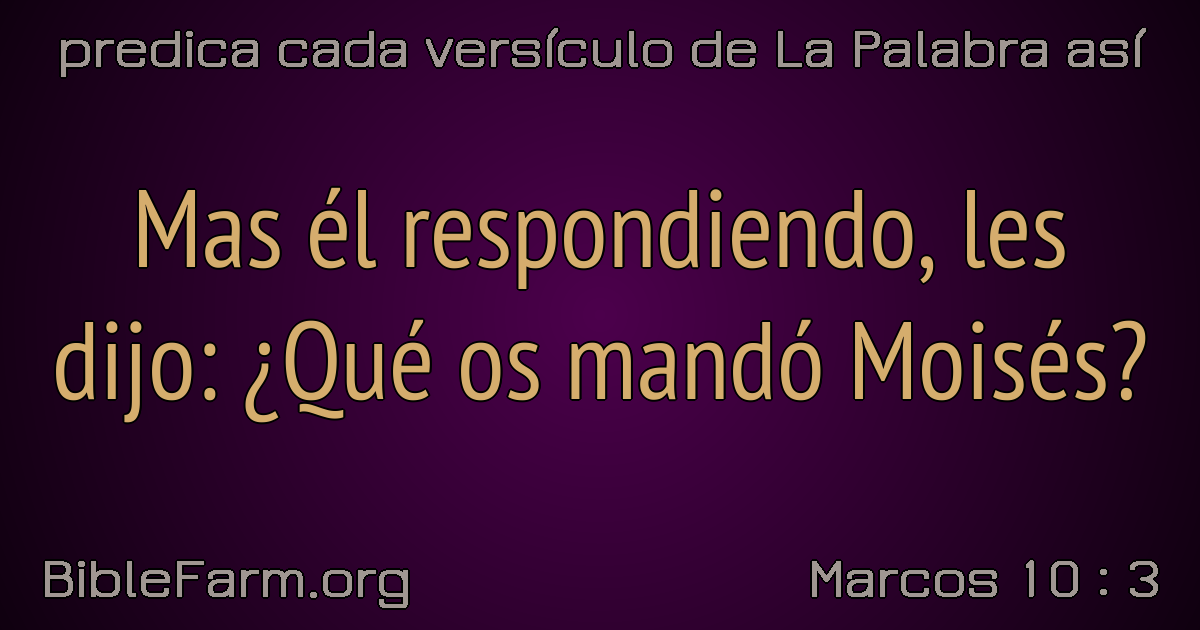 predica cada versículo de La Palabra así
Mas él respondiendo, les
dijo: ¿Qué os mandó Moisés?
BibleFarm.org
Marcos 10 : 3